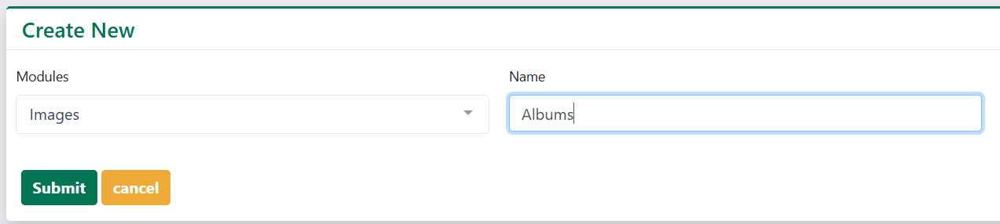 Create New
Modules
Name
Images
Albums
Submit
cancel